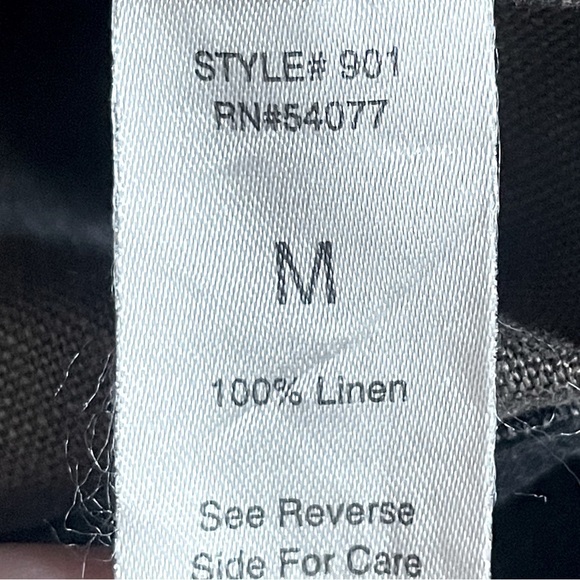 STYLE# 901
RN#54077
M
100% Linen
See Reverse
Side For Care